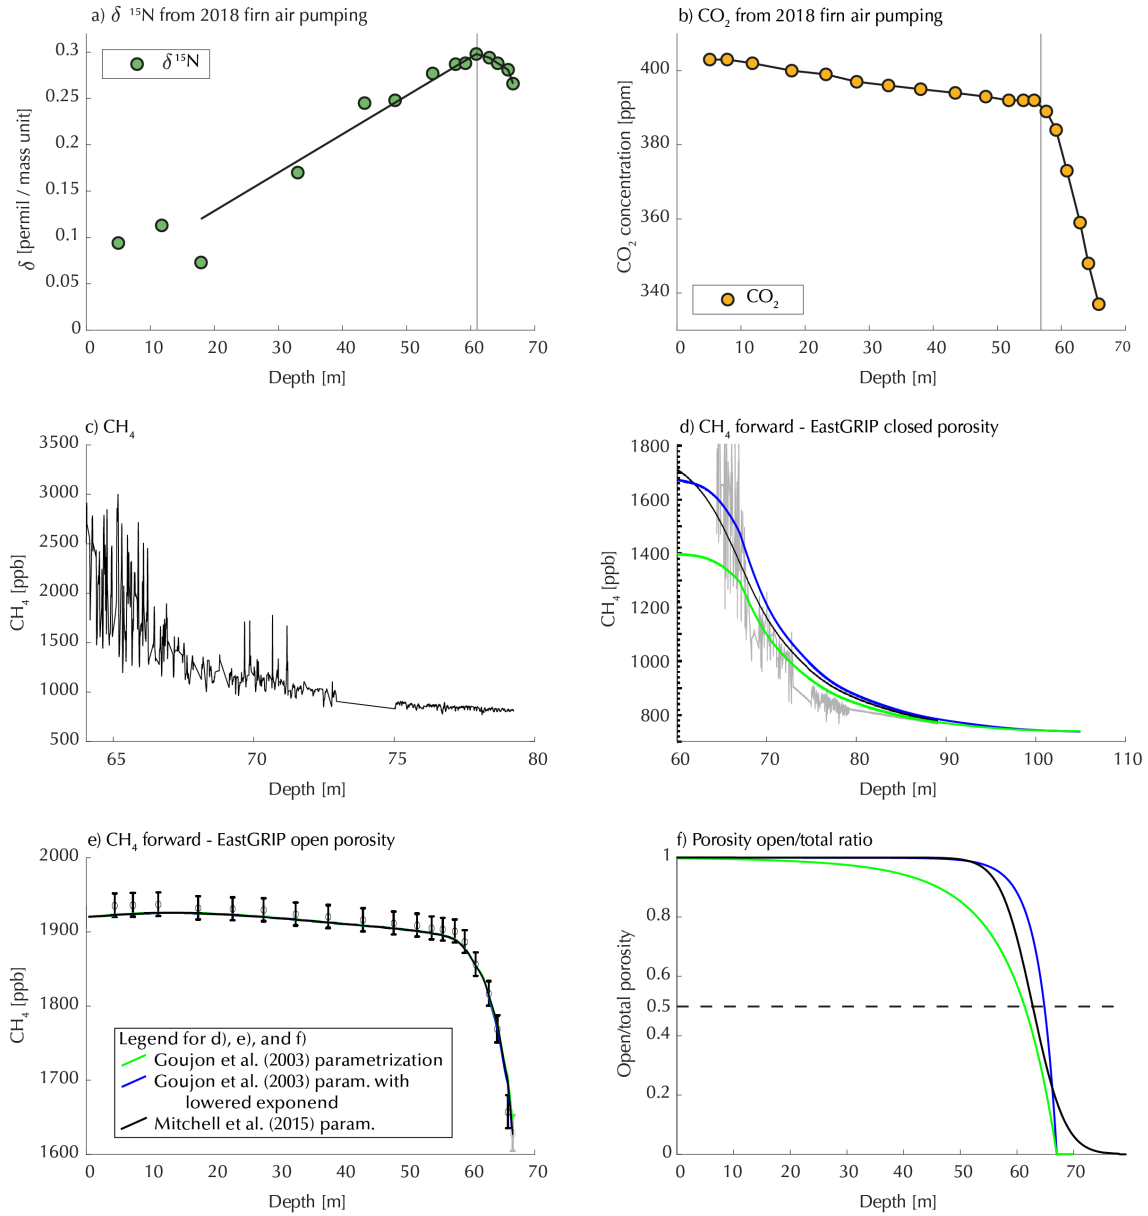 a) δ ¹⁵N from 2018 firn air pumping
0.3
0.25
0.2
0.15
0.1
0.05
0
δ [permil / mass unit]
δ ¹⁵N
0 10 20 30 40 50 60 70
Depth [m]
b) CO₂ from 2018 firn air pumping
400
380
360
340
CO₂ concentration [ppm]
CO₂
0 10 20 30 40 50 60 70
Depth [m]
c) CH₄
3500
3000
2500
2000
1500
1000
500
CH₄ [ppb]
65 70 75 80
Depth [m]
d) CH₄ forward - EastGRIP closed porosity
1800
1600
1400
1200
1000
800
CH₄ [ppb]
60 70 80 90 100 110
Depth [m]
e) CH₄ forward - EastGRIP open porosity
2000
1900
1800
1700
1600
CH₄ [ppb]
Legend for d), e), and f)
Goujon et al. (2003) parametrization
Goujon et al. (2003) param. with
lowered exponend
Mitchell et al. (2015) param.
0 10 20 30 40 50 60 70
Depth [m]
f) Porosity open/total ratio
1
0.8
0.6
0.5
0.4
0.2
0
Open/total porosity
0 10 20 30 40 50 60 70
Depth [m]